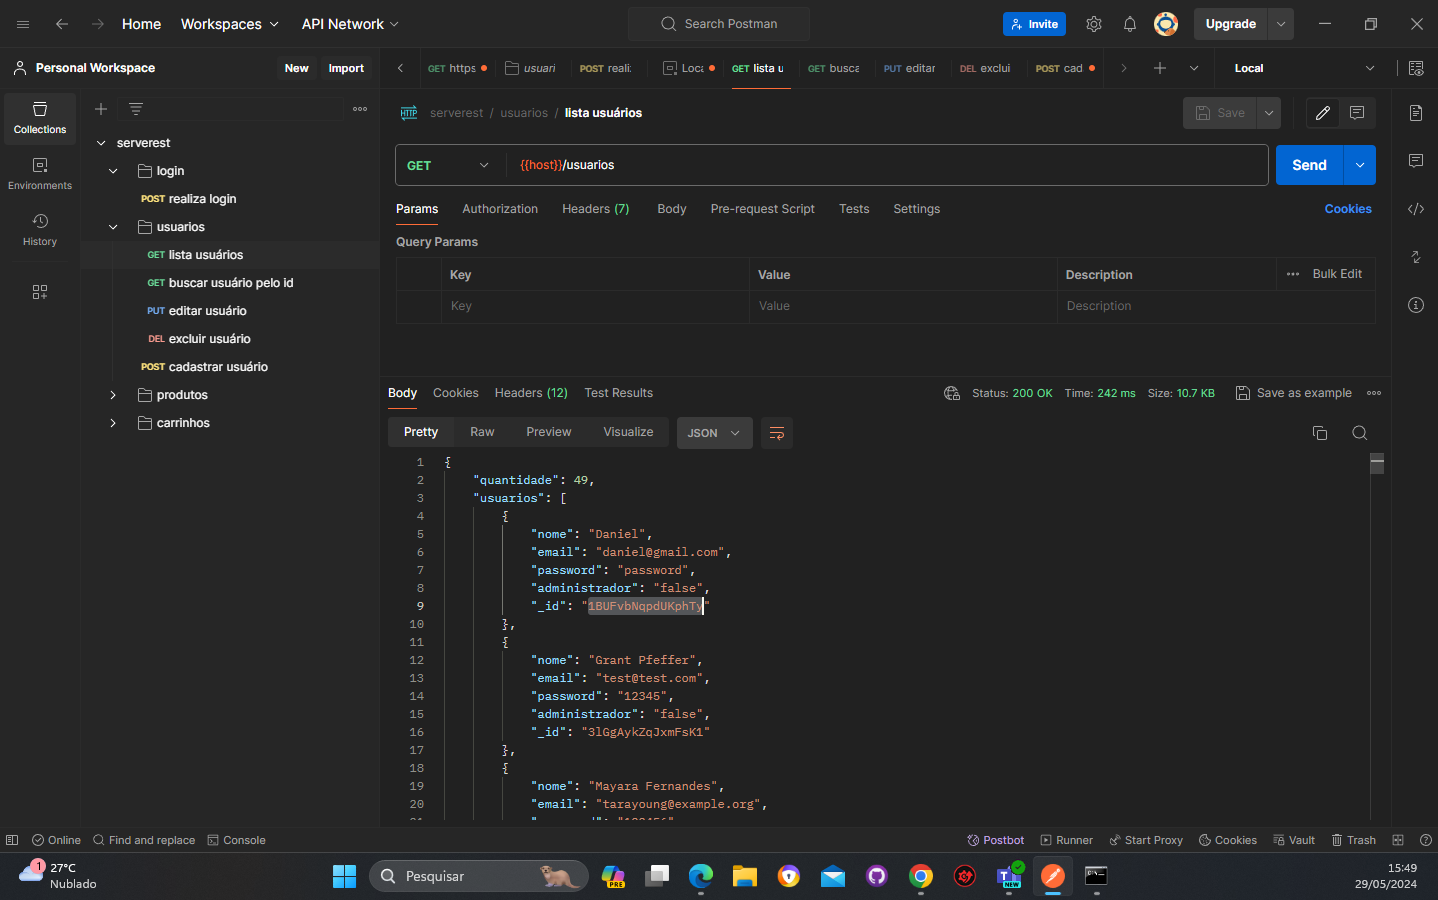 Home Workspaces API Network Search Postman Invite Upgrade
Personal Workspace New Import GET https usuari POST reali: Loca GET lista u GET busca PUT editar DEL exclui POST cad Local
serverest / usuarios / lista usuários Save
Collections
Environments
History
serverest
login
POST realiza login
usuarios
GET lista usuários
GET buscar usuário pelo id
PUT editar usuário
DEL excluir usuário
POST cadastrar usuário
produtos
carrinhos
HTTP
GET {{host}}/usuarios Send
Params Authorization Headers (7) Body Pre-request Script Tests Settings Cookies
Query Params
Key Value Description Bulk Edit
Key Value Description
Body Cookies Headers (12) Test Results Status: 200 OK Time: 242 ms Size: 10.7 KB Save as example
Pretty Raw Preview Visualize JSON
1 {
2 "quantidade": 49,
3 "usuarios": [
4 {
5 "nome": "Daniel",
6 "email": "daniel@gmail.com",
7 "password": "password",
8 "administrador": "false",
9 "_id": "1BUFvbNqpdUKphTy"
10 },
11 {
12 "nome": "Grant Pfeffer",
13 "email": "test@test.com",
14 "password": "12345",
15 "administrador": "false",
16 "_id": "3lGgAykZqJxmFsK1"
17 },
18 {
19 "nome": "Mayara Fernandes",
20 "email": "tarayoung@example.org",
Online Find and replace Console Postbot Runner Start Proxy Cookies Vault Trash
1 27°C
Nublado
Pesquisar
PRE
NEW
15:49
29/05/2024